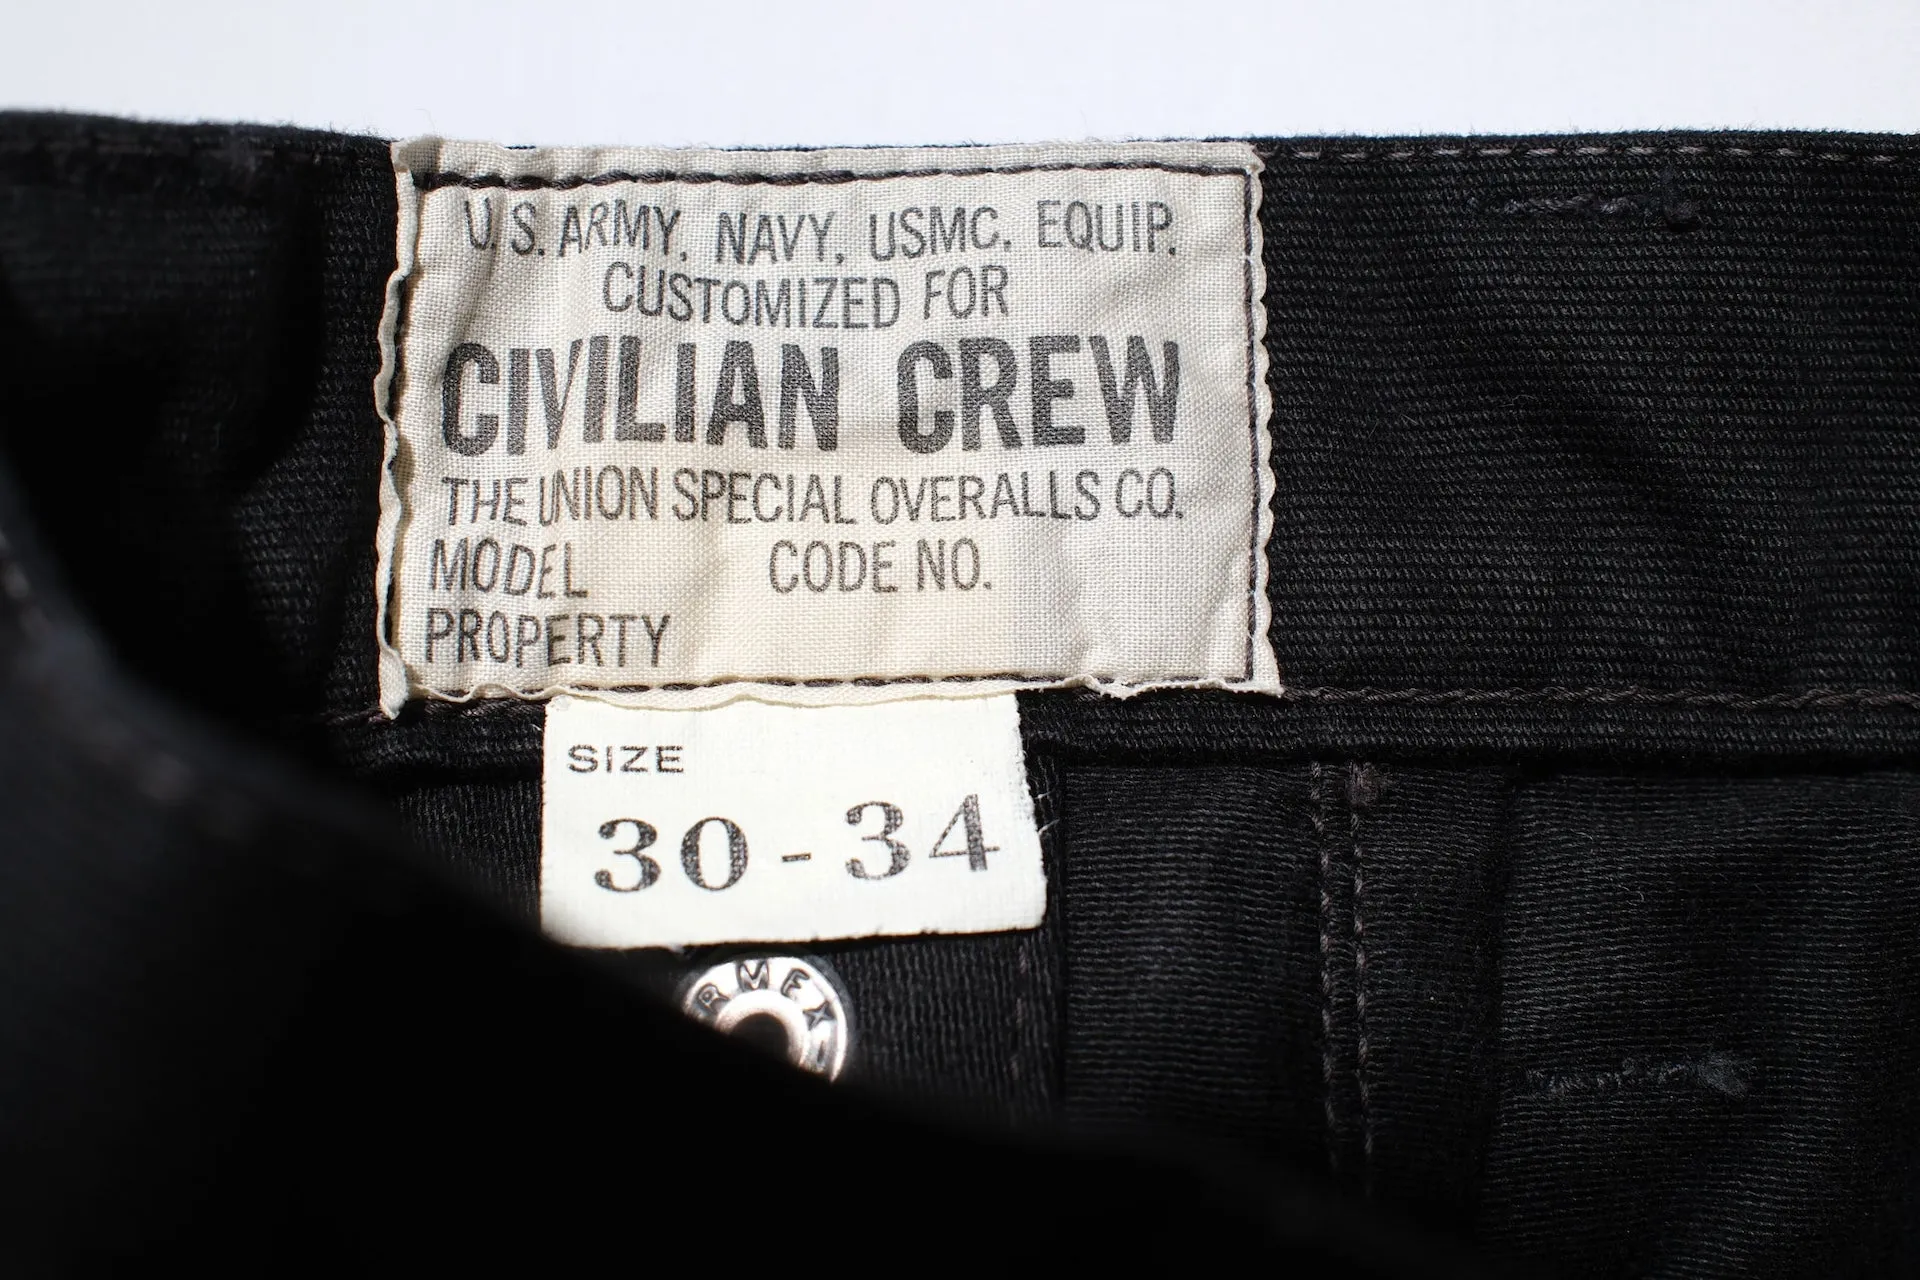 U.S. ARMY, NAVY, USMC. EQUIP.
CUSTOMIZED FOR
CIVILIAN CREW
THE UNION SPECIAL OVERALLS CO.
MODEL CODE NO.
PROPERTY
SIZE
30-34